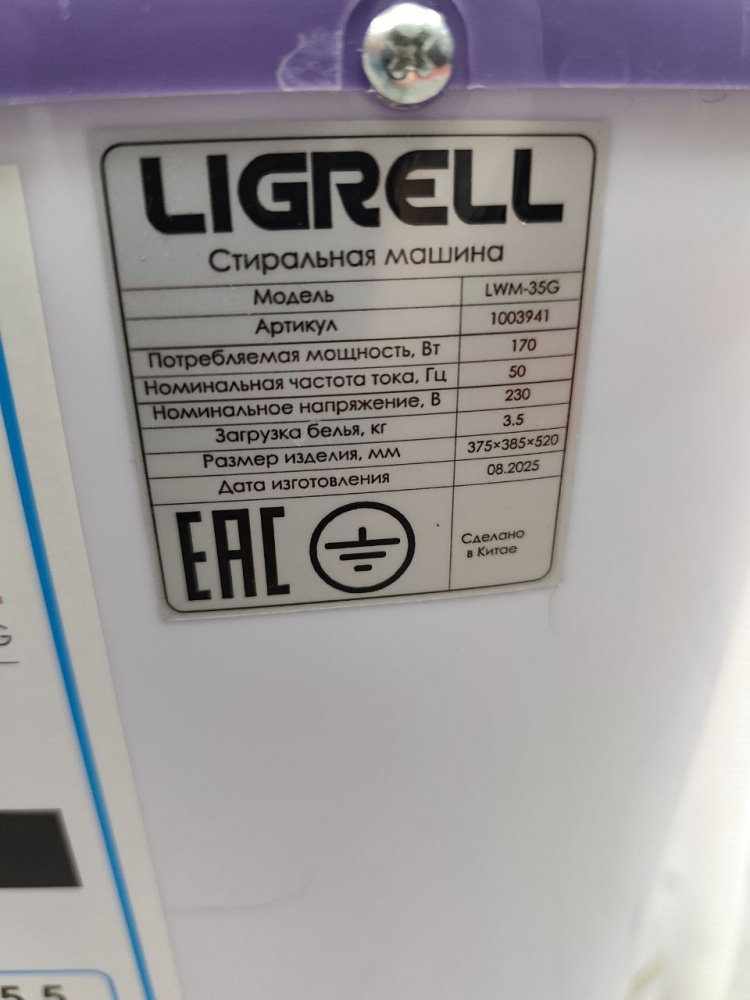 LIGRELL
Стиральная машина
Модель LWM-35G
Артикул 1003941
Потребляемая мощность, Вт 170
Номинальная частота тока, Гц 50
Номинальное напряжение, В 230
Загрузка белья, кг 3.5
Размер изделия, мм 375×385×520
Дата изготовления 08.2025
EAC
Сделано
в Китае
G
5.5